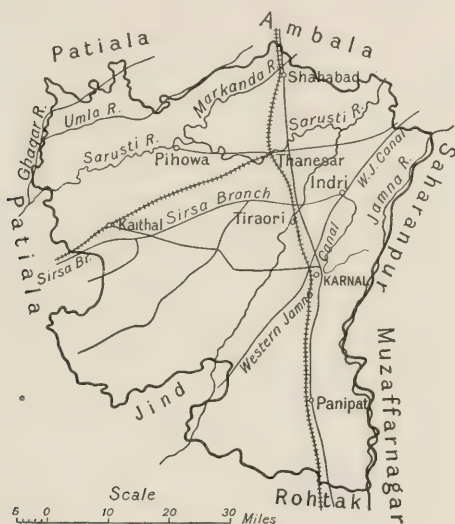 Ambala
Patiala
Shahabad
Markanda R.
Ghagar R.
Umla R.
Sarusti R.
Sarusti R.
Pihowa
Thanesar
W.J. Canal
Jamna R.
Saharanpur
Indri
Sirsa Branch
Kaithal
Tiraori
Patiala
Sirsa Br.
Canal
KARNAL
Western Jamna
Jind
Muzaffarnagar
Panipat
Rohtak
Scale
5 0 10 20 30
Miles